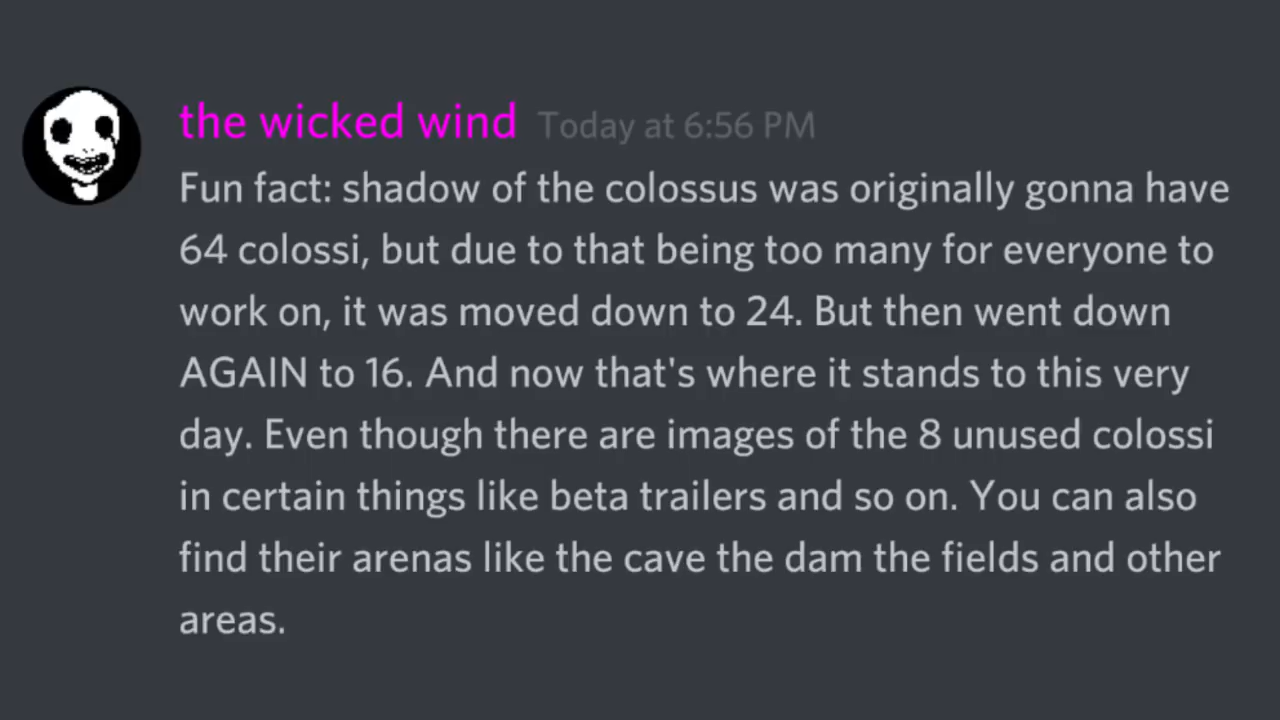 the wicked wind Today at 6:56 PM
Fun fact: shadow of the colossus was originally gonna have
64 colossi, but due to that being too many for everyone to
work on, it was moved down to 24. But then went down
AGAIN to 16. And now that's where it stands to this very
day. Even though there are images of the 8 unused colossi
in certain things like beta trailers and so on. You can also
find their arenas like the cave the dam the fields and other
areas.